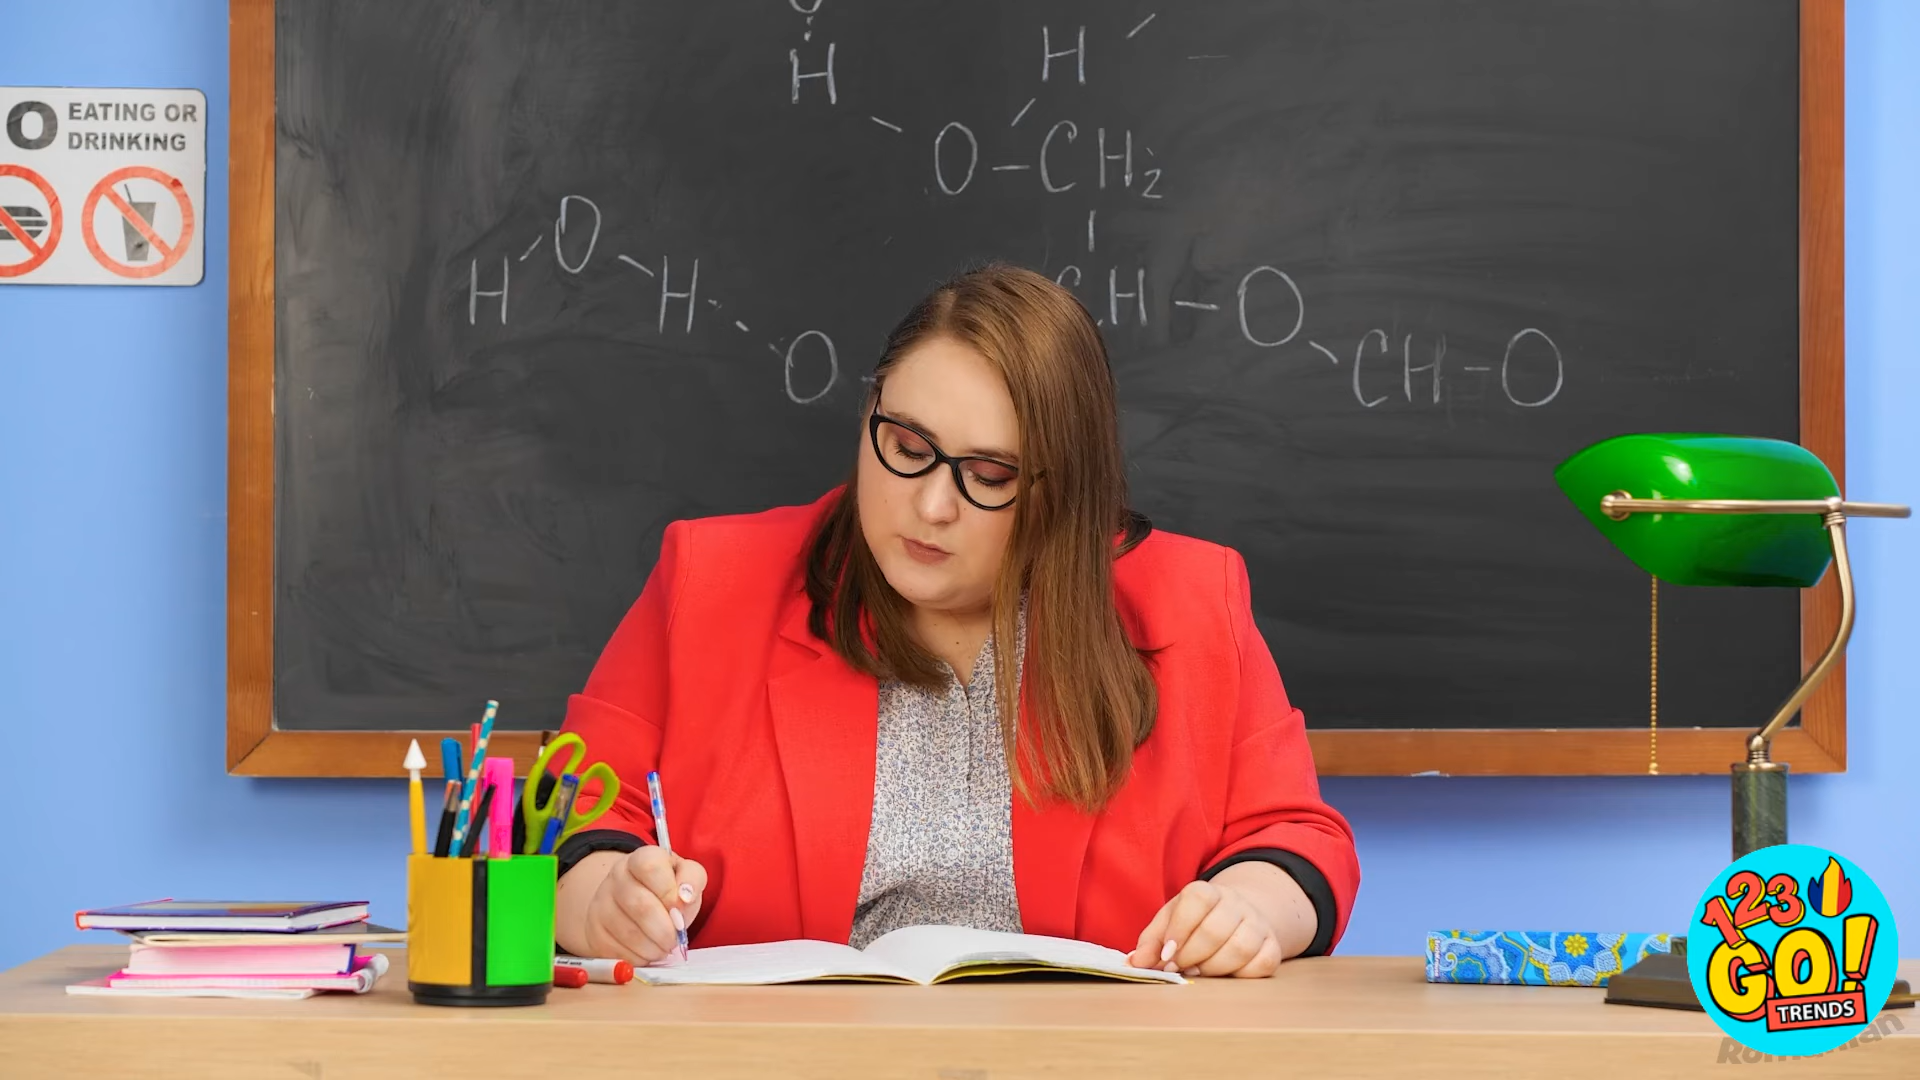 O EATING OR
DRINKING
H
H
O-CH2
H O H
O
CH-O
CH-O
123
GO!
TRENDS